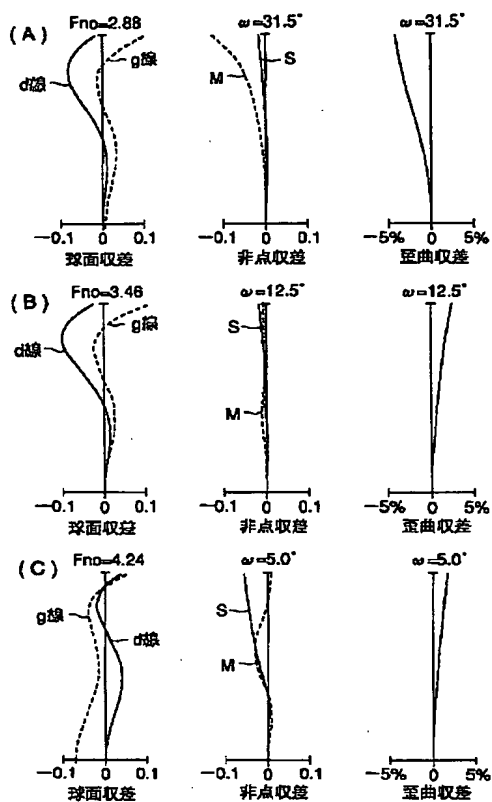 (A)
Fno=2.88
ω=31.5°
ω=31.5°
g線
d線
M
S
−0.1 0 0.1
球面収差
−0.1 0 0.1
非点収差
−5% 0 5%
歪曲収差
(B)
Fno=3.46
ω=12.5°
ω=12.5°
g線
d線
S
M
−0.1 0 0.1
球面収差
−0.1 0 0.1
非点収差
−5% 0 5%
歪曲収差
(C)
Fno=4.24
ω=5.0°
ω=5.0°
g線
d線
S
M
−0.1 0 0.1
球面収差
−0.1 0 0.1
非点収差
−5% 0 5%
歪曲収差